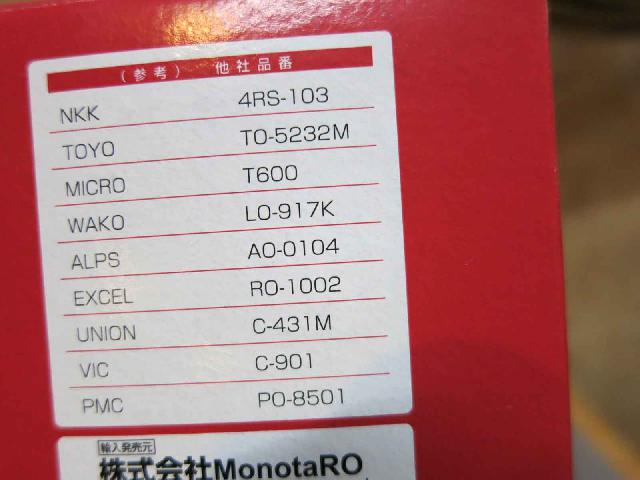 (参考) 他社品番
NKK 4RS-103
TOYO TO-5232M
MICRO T600
WAKO LO-917K
ALPS AO-0104
EXCEL RO-1002
UNION C-431M
VIC C-901
PMC PO-8501
輸入発売元
株式会社MonotaRO